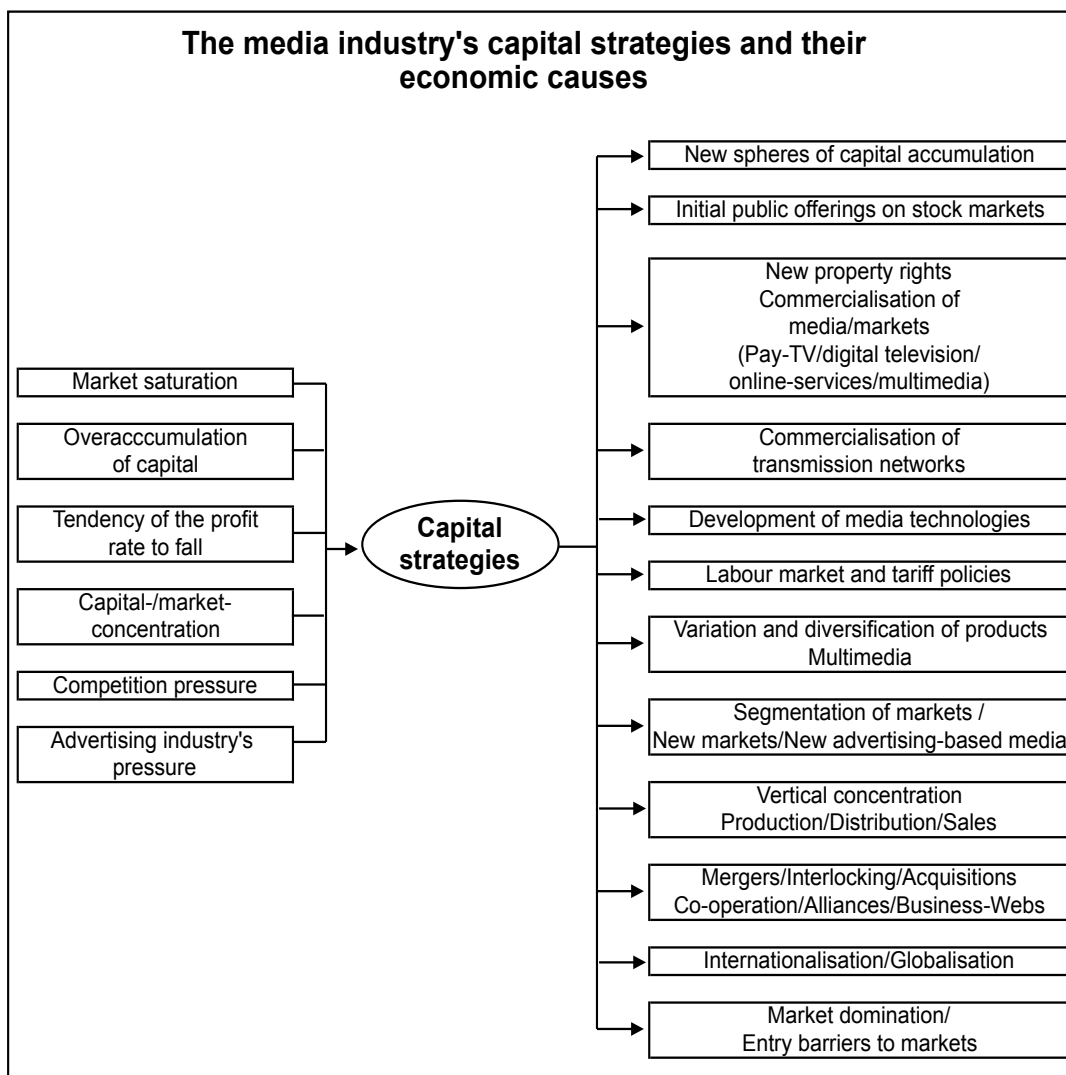 The media industry's capital strategies and their
economic causes
Market saturation
Overacccumulation
of capital
Tendency of the profit
rate to fall
Capital-/market-
concentration
Competition pressure
Advertising industry's
pressure
Capital
strategies
New spheres of capital accumulation
Initial public offerings on stock markets
New property rights
Commercialisation of
media/markets
(Pay-TV/digital television/
online-services/multimedia)
Commercialisation of
transmission networks
Development of media technologies
Labour market and tariff policies
Variation and diversification of products
Multimedia
Segmentation of markets /
New markets/New advertising-based media
Vertical concentration
Production/Distribution/Sales
Mergers/Interlocking/Acquisitions
Co-operation/Alliances/Business-Webs
Internationalisation/Globalisation
Market domination/
Entry barriers to markets